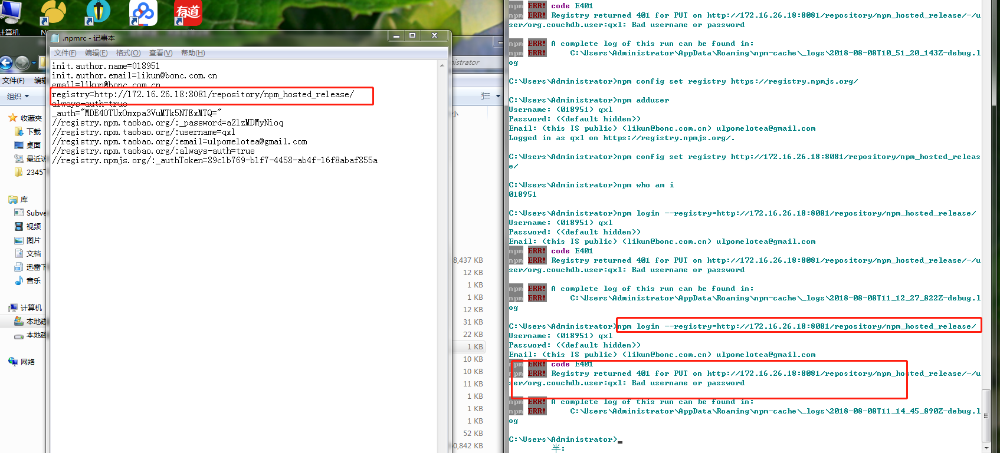 计算机
有道
.npmrc - 记事本
文件(F) 编辑(E) 格式(O) 查看(V) 帮助(H)
init.author.name=018951
init.author.email=likun@bonc.com.cn
email=likun@bonc.com.cn
registry=http://172.16.26.18:8081/repository/npm_hosted_release/
always-auth=true
_auth="MDE4OTUxOmxpa3VuMTk5NTExMTQ="
//registry.npm.taobao.org/:_password=a21zMDMyNioq
//registry.npm.taobao.org/:username=qxl
//registry.npm.taobao.org/:email=ulpomelotea@gmail.com
//registry.npm.taobao.org/:always-auth=true
//registry.npmjs.org/:_authToken=89c1b769-b1f7-4458-ab4f-16f8abaf855a
文件(F) 编辑
组织
收藏夹
下载
桌面
最近访
2345下
库
Subve
视频
图片
文档
迅雷下
音乐
计算机
本地磁
本地磁
网络
nistrator
小
8,437 KB
12 KB
1 KB
1 KB
12 KB
31 KB
22 KB
1 KB
10 KB
10 KB
11 KB
1 KB
1 KB
1 KB
52 KB
0,842 KB
npm ERR! code E401
npm ERR! Registry returned 401 for PUT on http://172.16.26.18:8081/repository/npm_hosted_release/-/u
ser/org.couchdb.user:qxl: Bad username or password
npm ERR! A complete log of this run can be found in:
npm ERR!     C:\Users\Administrator\AppData\Roaming\npm-cache\_logs\2018-08-08T10_51_20_143Z-debug.l
og
C:\Users\Administrator>npm config set registry https://registry.npmjs.org/
C:\Users\Administrator>npm adduser
Username: (018951) qxl
Password: (<default hidden>)
Email: (this IS public) (likun@bonc.com.cn) ulpomelotea@gmail.com
Logged in as qxl on https://registry.npmjs.org/.
C:\Users\Administrator>npm config set registry http://172.16.26.18:8081/repository/npm_hosted_releas
e/
C:\Users\Administrator>npm who am i
018951
C:\Users\Administrator>npm login --registry=http://172.16.26.18:8081/repository/npm_hosted_release/
Username: (018951) qxl
Password: (<default hidden>)
Email: (this IS public) (likun@bonc.com.cn) ulpomelotea@gmail.com
npm ERR! code E401
npm ERR! Registry returned 401 for PUT on http://172.16.26.18:8081/repository/npm_hosted_release/-/u
ser/org.couchdb.user:qxl: Bad username or password
npm ERR! A complete log of this run can be found in:
npm ERR!     C:\Users\Administrator\AppData\Roaming\npm-cache\_logs\2018-08-08T11_12_27_822Z-debug.l
og
C:\Users\Administrator>npm login --registry=http://172.16.26.18:8081/repository/npm_hosted_release/
Username: (018951) qxl
Password: (<default hidden>)
Email: (this IS public) (likun@bonc.com.cn) ulpomelotea@gmail.com
npm ERR! code E401
npm ERR! Registry returned 401 for PUT on http://172.16.26.18:8081/repository/npm_hosted_release/-/u
ser/org.couchdb.user:qxl: Bad username or password
npm ERR! A complete log of this run can be found in:
npm ERR!     C:\Users\Administrator\AppData\Roaming\npm-cache\_logs\2018-08-08T11_14_45_890Z-debug.l
og
C:\Users\Administrator>
半: